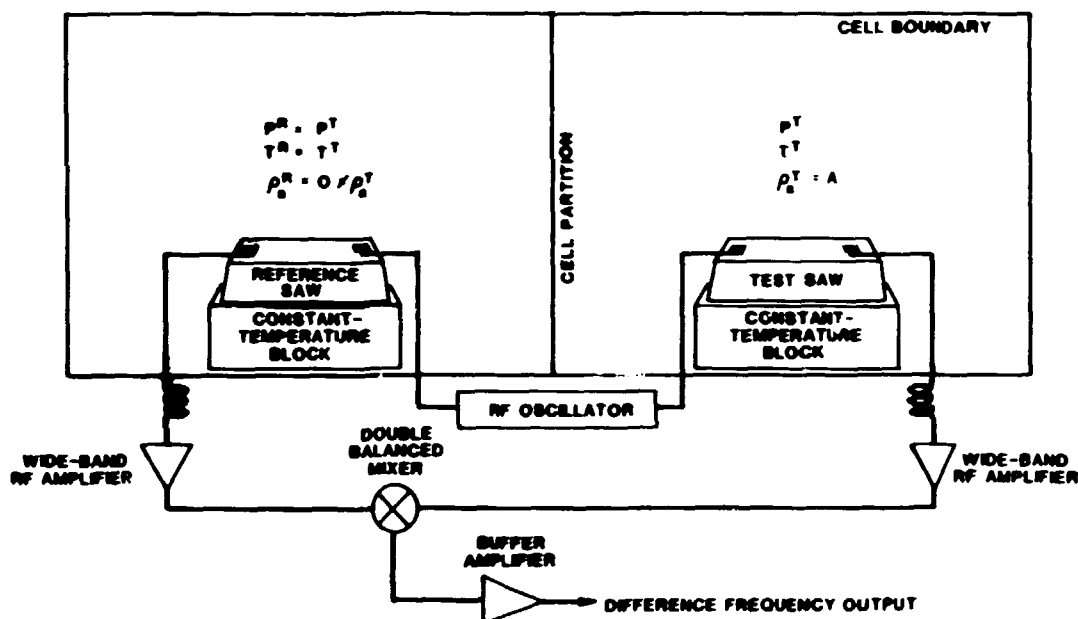 CELL BOUNDARY
P^R = P^T
T^R = T^T
ρ_a^R = 0 ≠ ρ_a^T
P^T
T^T
ρ_a^T = A
CELL PARTITION
REFERENCE
SAW
CONSTANT-
TEMPERATURE
BLOCK
TEST SAW
CONSTANT-
TEMPERATURE
BLOCK
RF OSCILLATOR
DOUBLE
BALANCED
MIXER
WIDE-BAND
RF AMPLIFIER
WIDE-BAND
RF AMPLIFIER
BUFFER
AMPLIFIER
DIFFERENCE FREQUENCY OUTPUT